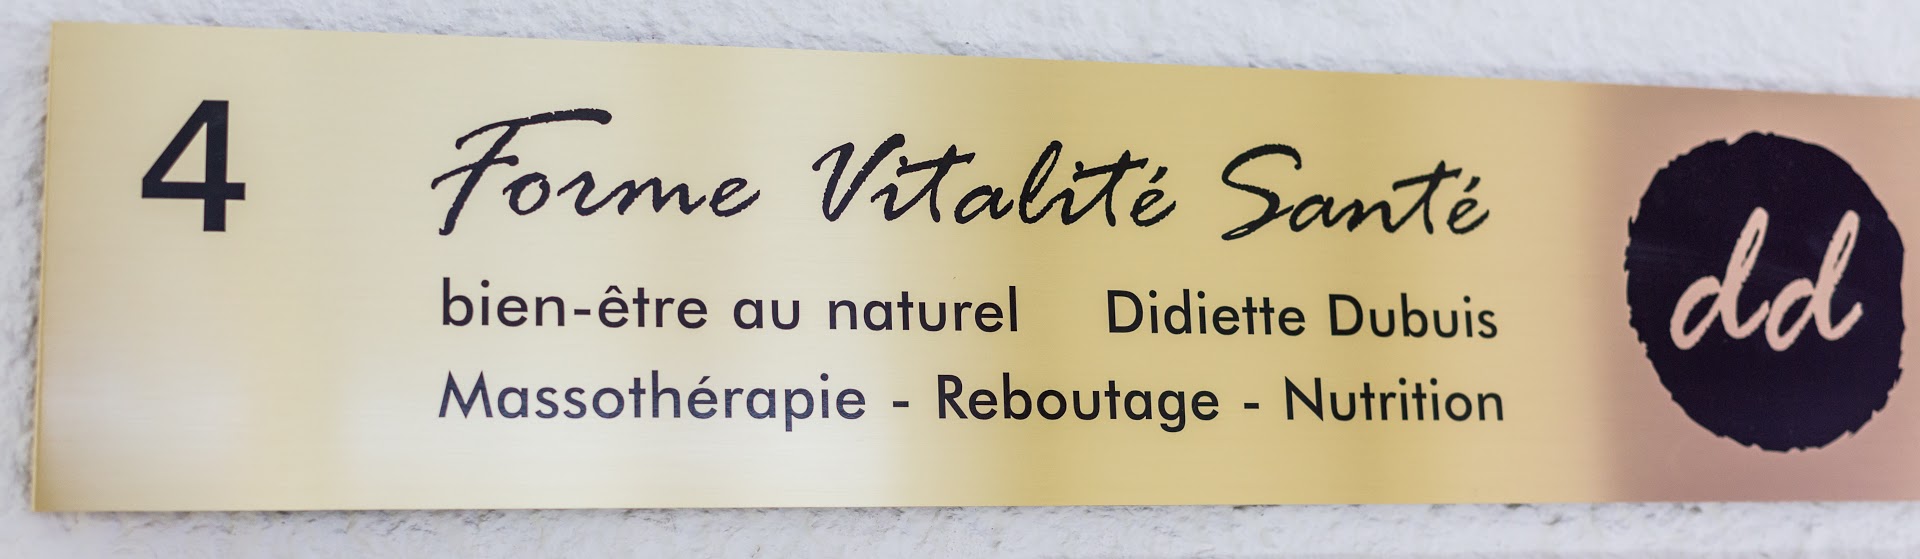 4 Forme Vitalité Santé
bien-être au naturel Didiette Dubuis
Massothérapie - Reboutage - Nutrition
dd